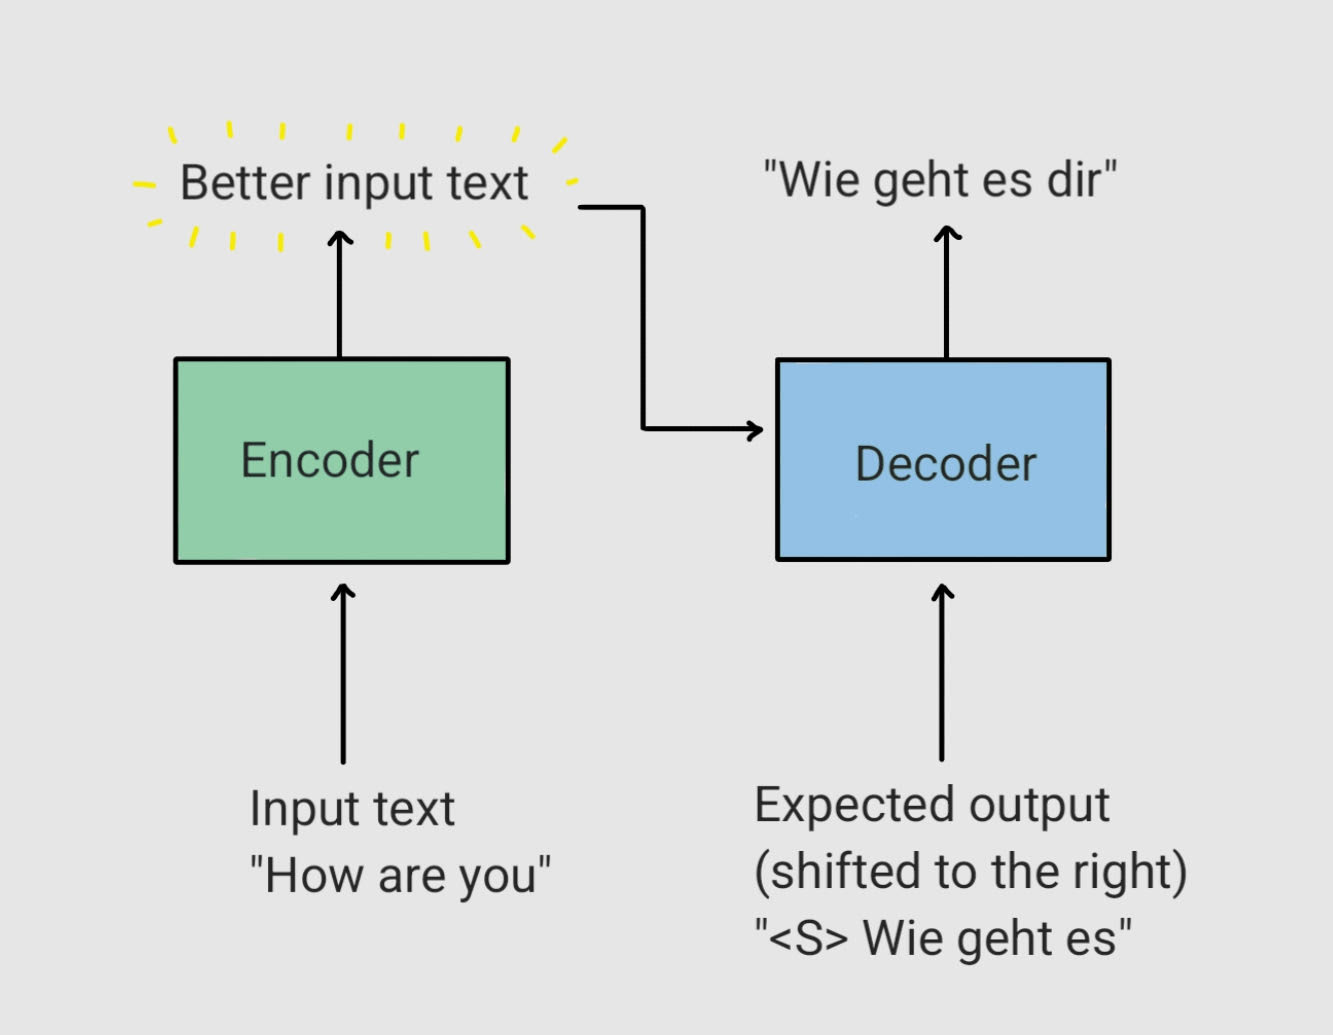 Better input text
"Wie geht es dir"
Encoder
Decoder
Input text
"How are you"
Expected output
(shifted to the right)
"<S> Wie geht es"